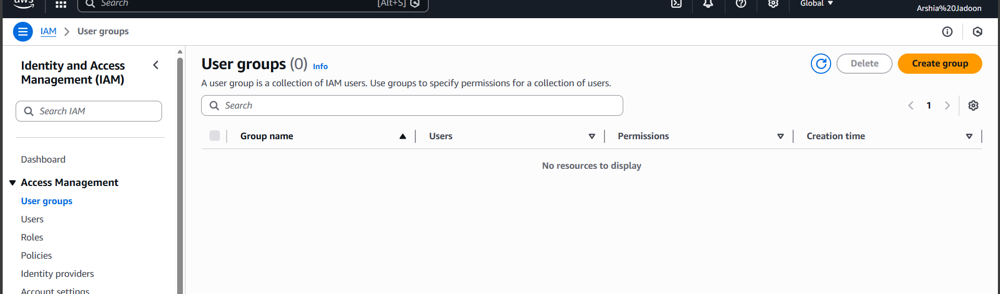 aws
Search
[Alt+S]
Global
Arshia%20Jadoon
IAM
User groups
Identity and Access
Management (IAM)
Search IAM
Dashboard
Access Management
User groups
Users
Roles
Policies
Identity providers
Account settings
User groups (0) Info
Delete
Create group
A user group is a collection of IAM users. Use groups to specify permissions for a collection of users.
Search
1
Group name
Users
Permissions
Creation time
No resources to display